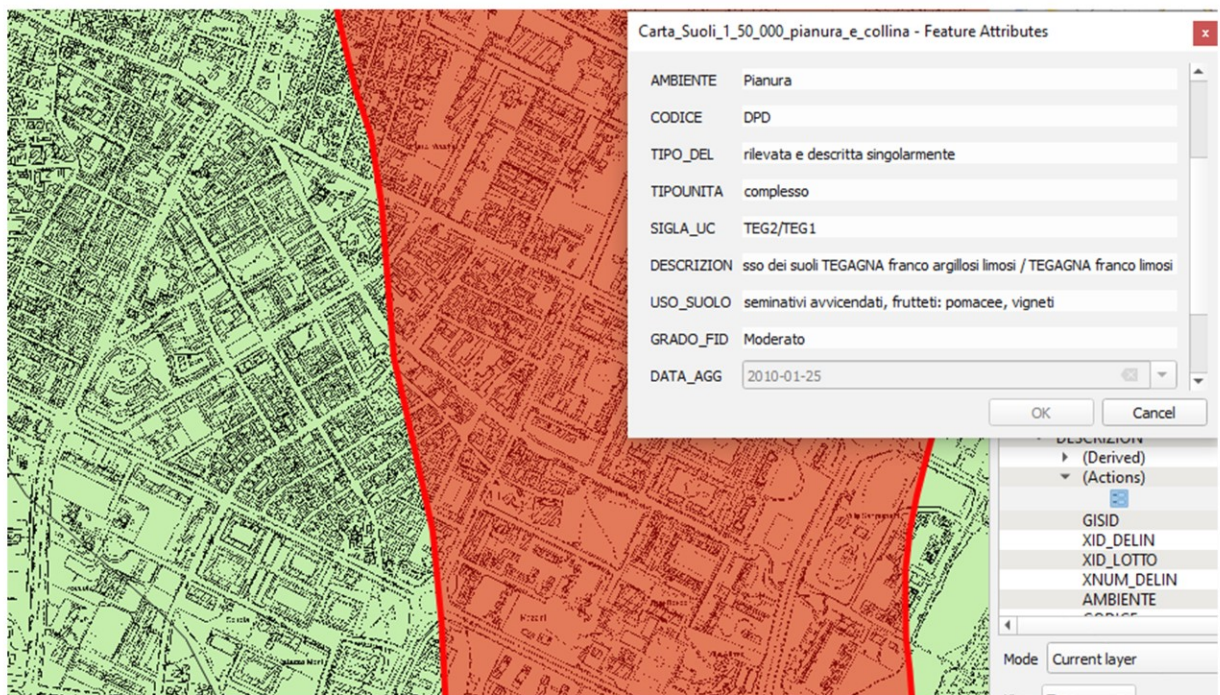 Carta_Suoli_1_50_000_pianura_e_collina - Feature Attributes
x
AMBIENTE Pianura
CODICE DPD
TIPO_DEL rilevata e descritta singolarmente
TIPOUNITA complesso
SIGLA_UC TEG2/TEG1
DESCRIZION sso dei suoli TEGAGNA franco argillosi limosi / TEGAGNA franco limosi
USO_SUOLO seminativi avvicendati, frutteti: pomacee, vigneti
GRADO_FID Moderato
DATA_AGG 2010-01-25
OK Cancel
DESCRIZION
(Derived)
(Actions)
GISID
XID_DELIN
XID_LOTTO
XNUM_DELIN
AMBIENTE
CODICE
Mode Current layer